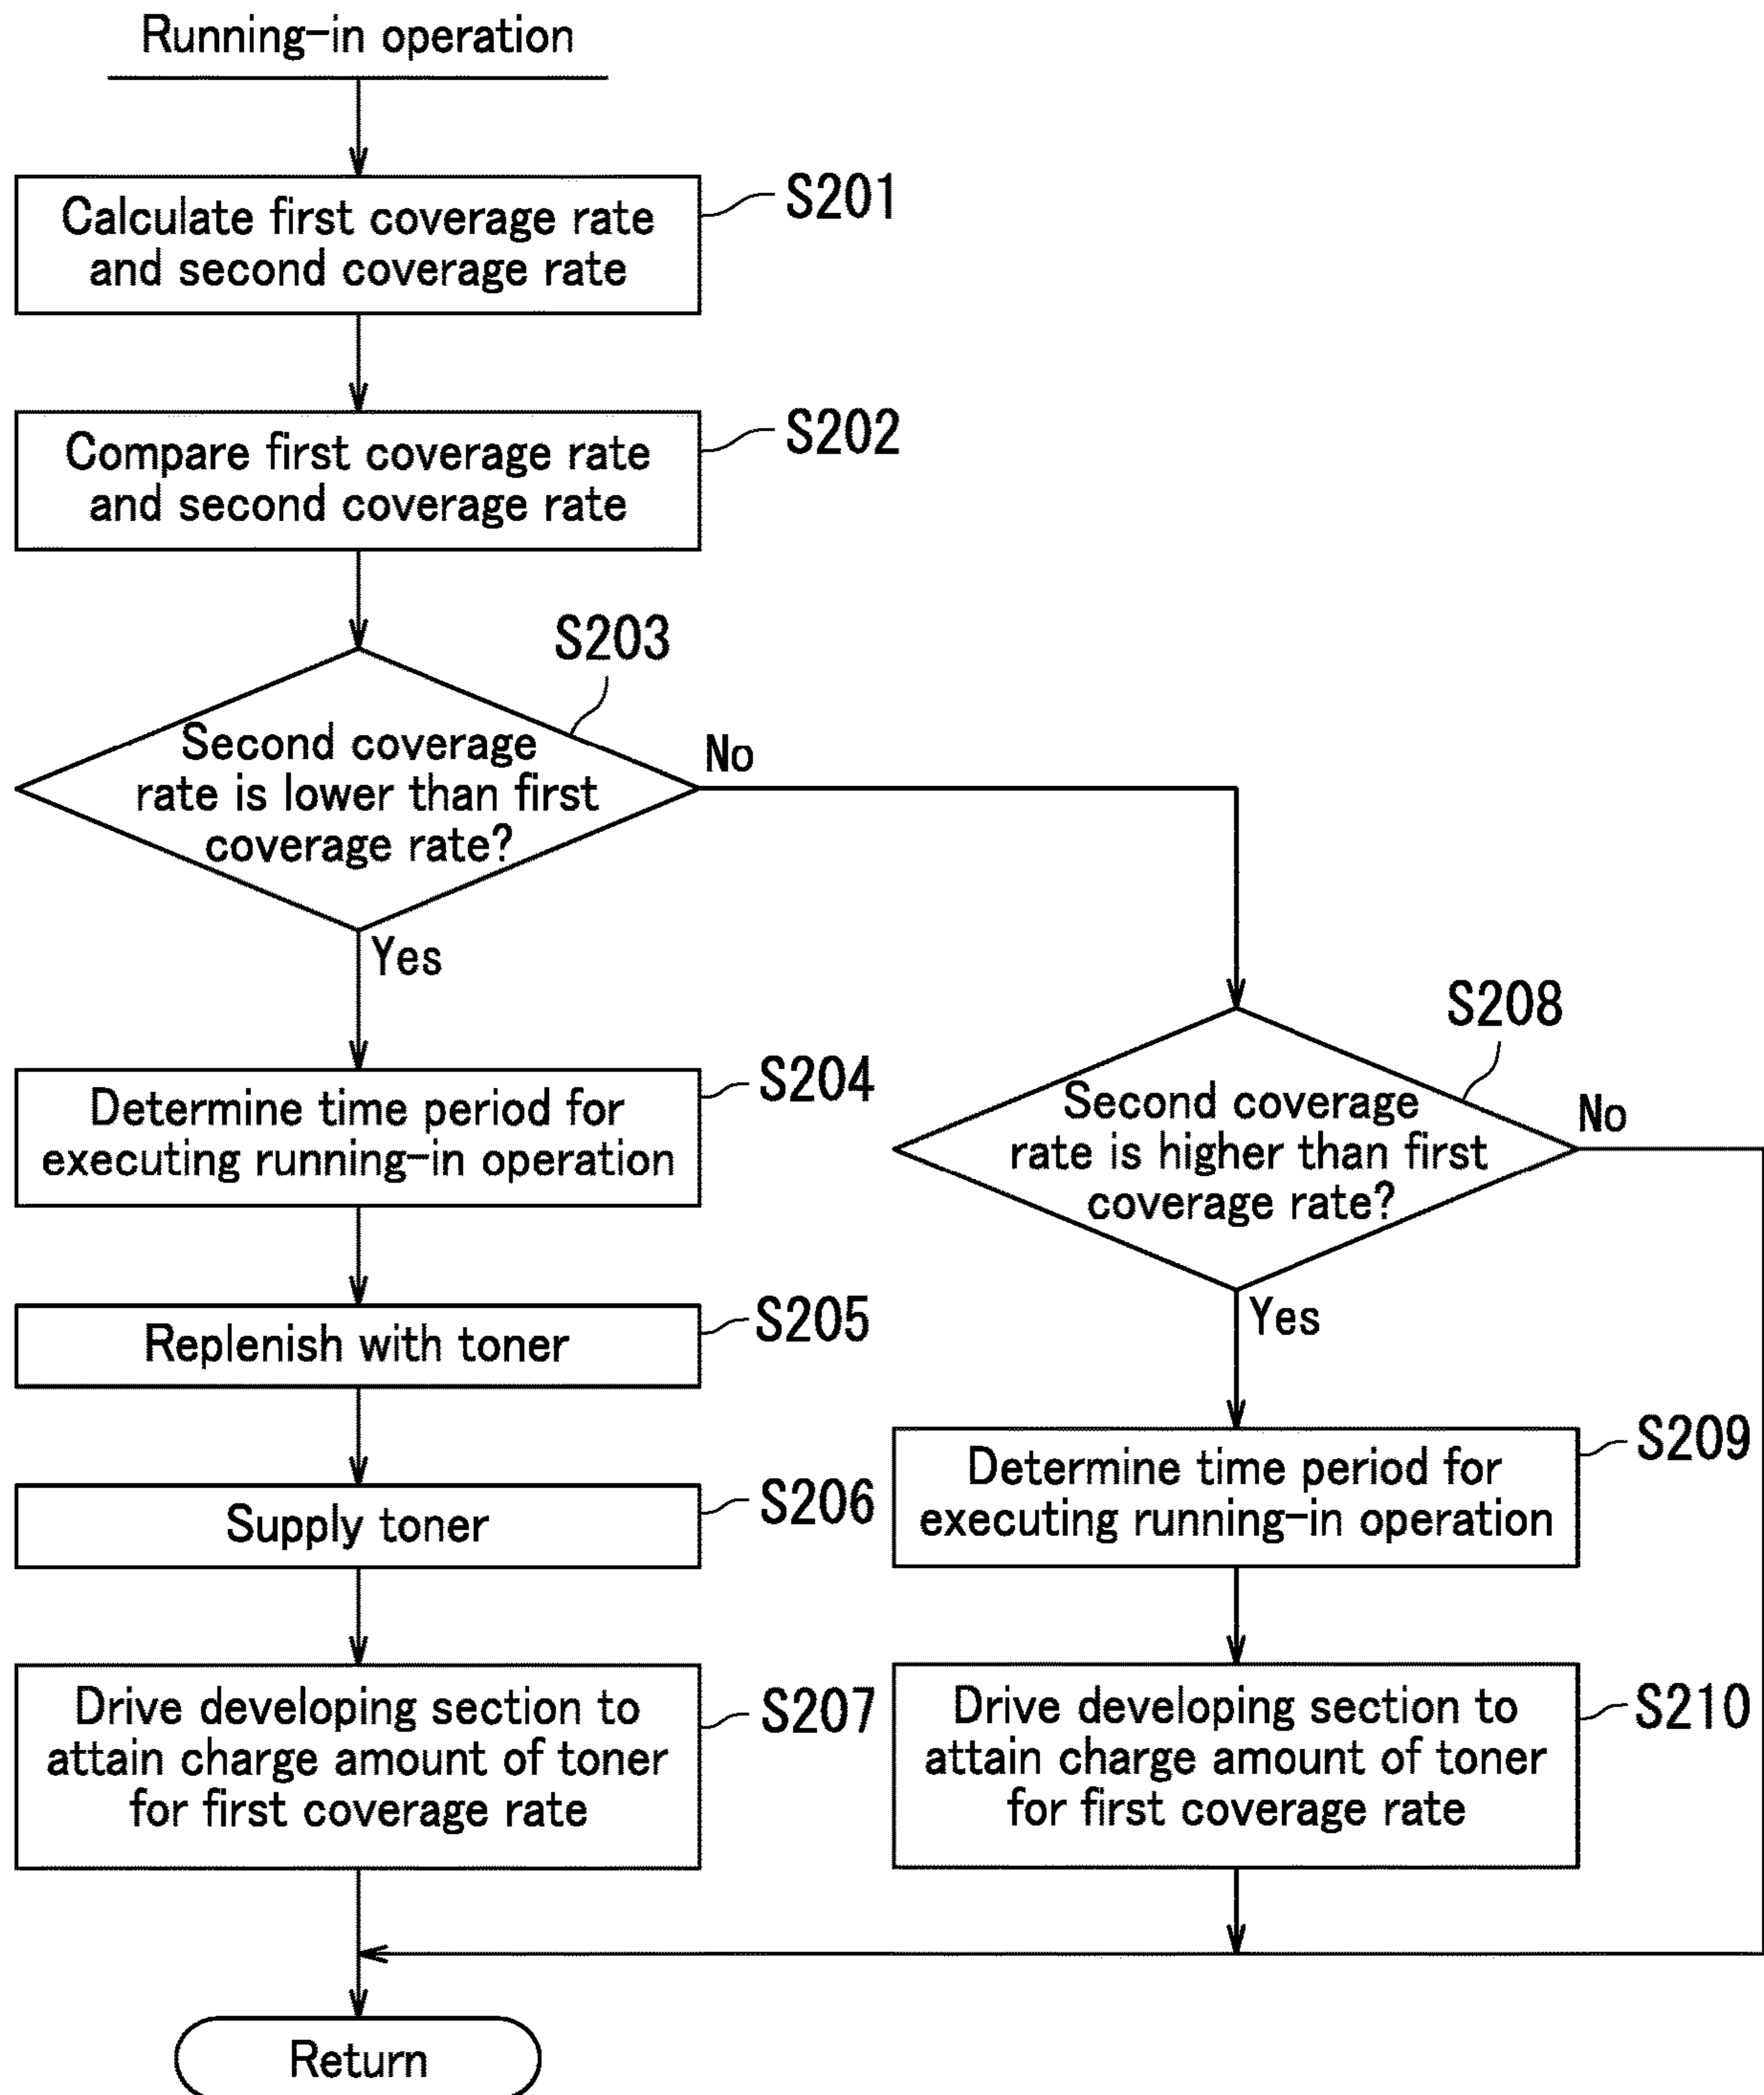 Running-in operation
Calculate first coverage rate
and second coverage rate
S201
Compare first coverage rate
and second coverage rate
S202
S203
Second coverage
rate is lower than first
coverage rate?
No
Yes
S204
Determine time period for
executing running-in operation
S205
Replenish with toner
S206
Supply toner
S207
Drive developing section to
attain charge amount of toner
for first coverage rate
S208
Second coverage
rate is higher than first
coverage rate?
No
Yes
S209
Determine time period for
executing running-in operation
S210
Drive developing section to
attain charge amount of toner
for first coverage rate
Return